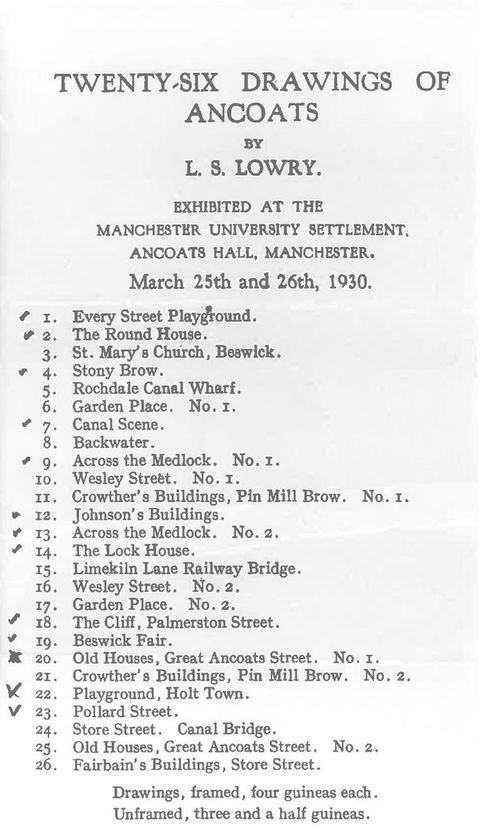 TWENTY-SIX DRAWINGS OF
ANCOATS
BY
L. S. LOWRY.
EXHIBITED AT THE
MANCHESTER UNIVERSITY SETTLEMENT,
ANCOATS HALL, MANCHESTER.
March 25th and 26th, 1930.
1. Every Street Playground.
2. The Round House.
3. St. Mary's Church, Beswick.
4. Stony Brow.
5. Rochdale Canal Wharf.
6. Garden Place. No. 1.
7. Canal Scene.
8. Backwater.
9. Across the Medlock. No. 1.
10. Wesley Street. No. 1.
11. Crowther's Buildings, Pin Mill Brow. No. 1.
12. Johnson's Buildings.
13. Across the Medlock. No. 2.
14. The Lock House.
15. Limekiln Lane Railway Bridge.
16. Wesley Street. No. 2.
17. Garden Place. No. 2.
18. The Cliff, Palmerston Street.
19. Beswick Fair.
20. Old Houses, Great Ancoats Street. No. 1.
21. Crowther's Buildings, Pin Mill Brow. No. 2.
22. Playground, Holt Town.
23. Pollard Street.
24. Store Street. Canal Bridge.
25. Old Houses, Great Ancoats Street. No. 2.
26. Fairbain's Buildings, Store Street.
Drawings, framed, four guineas each.
Unframed, three and a half guineas.